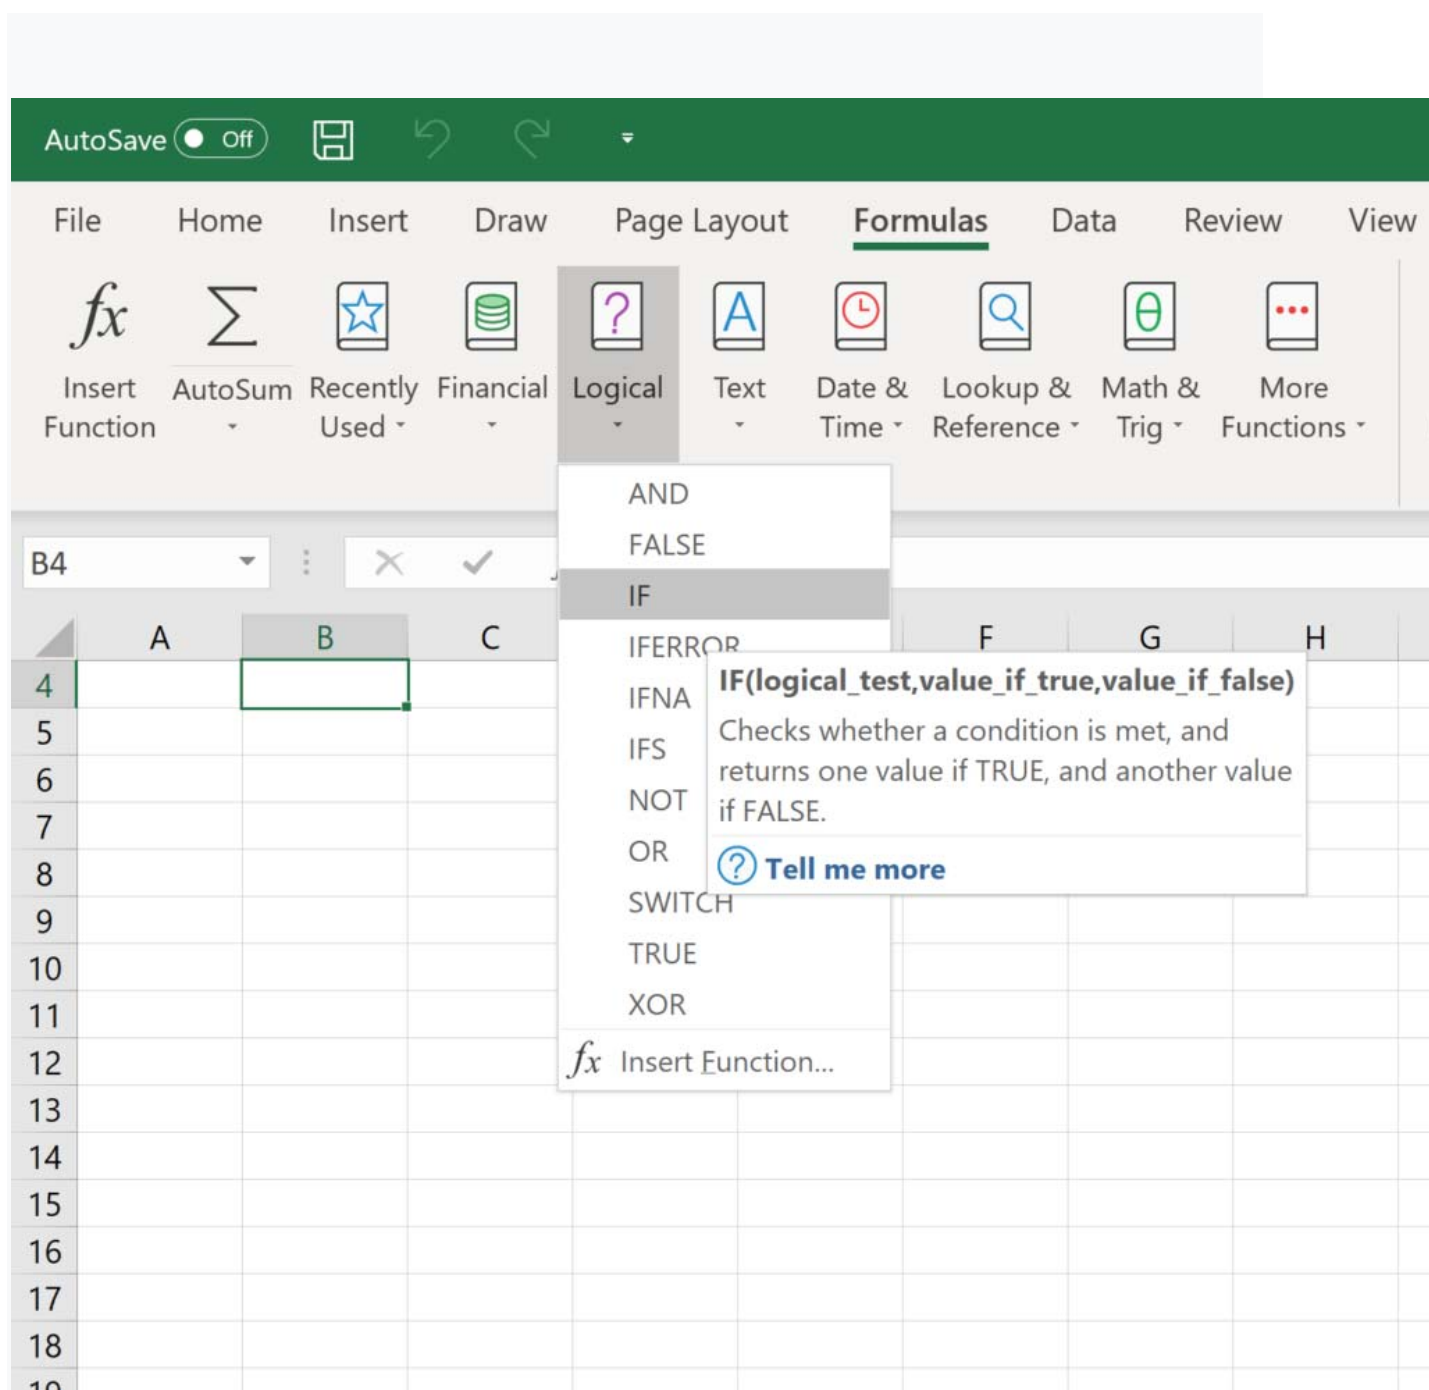 AutoSave Off
File Home Insert Draw Page Layout Formulas Data Review View
fx Σ ? A θ
Insert Function
AutoSum
Recently Used
Financial
Logical
Text
Date & Time
Lookup & Reference
Math & Trig
More Functions
B4
AND
FALSE
IF
IFERROR
IFNA
IFS
NOT
OR
SWITCH
TRUE
XOR
fx Insert Function...
IF(logical_test,value_if_true,value_if_false)
Checks whether a condition is met, and
returns one value if TRUE, and another value
if FALSE.
? Tell me more
A B C F G H
4
5
6
7
8
9
10
11
12
13
14
15
16
17
18